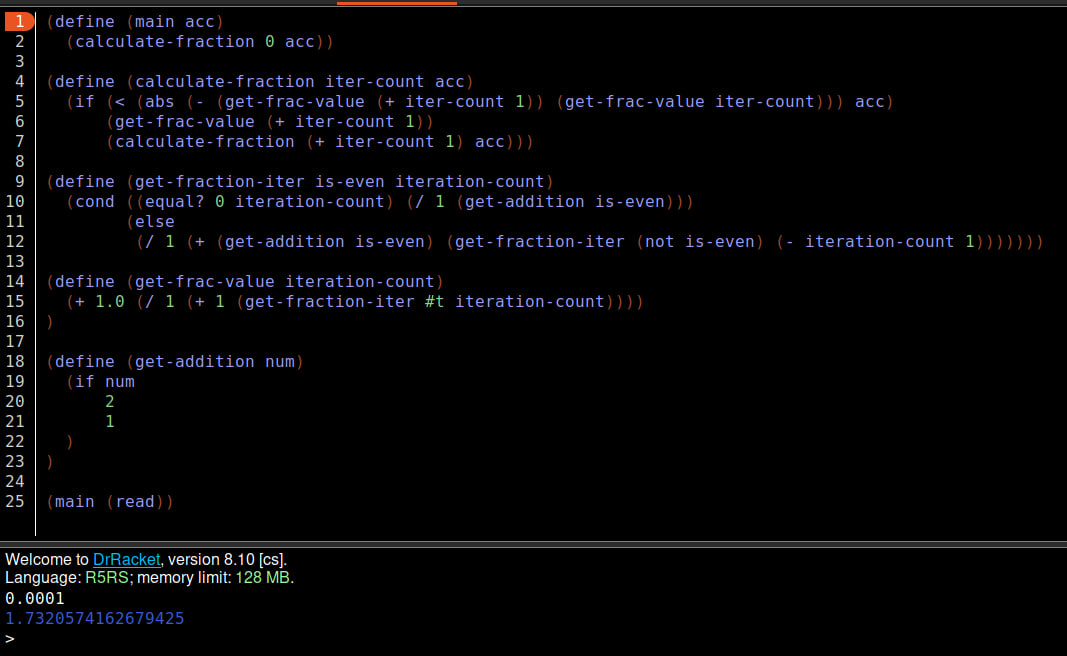 1 (define (main acc)
2   (calculate-fraction 0 acc))
3
4 (define (calculate-fraction iter-count acc)
5   (if (< (abs (- (get-frac-value (+ iter-count 1)) (get-frac-value iter-count))) acc)
6       (get-frac-value (+ iter-count 1))
7       (calculate-fraction (+ iter-count 1) acc)))
8
9 (define (get-fraction-iter is-even iteration-count)
10   (cond ((equal? 0 iteration-count) (/ 1 (get-addition is-even)))
11         (else
12          (/ 1 (+ (get-addition is-even) (get-fraction-iter (not is-even) (- iteration-count 1)))))))
13
14 (define (get-frac-value iteration-count)
15   (+ 1.0 (/ 1 (+ 1 (get-fraction-iter #t iteration-count))))
16 )
17
18 (define (get-addition num)
19   (if num
20       2
21       1
22   )
23 )
24
25 (main (read))
Welcome to DrRacket, version 8.10 [cs].
Language: R5RS; memory limit: 128 MB.
0.0001
1.7320574162679425
>